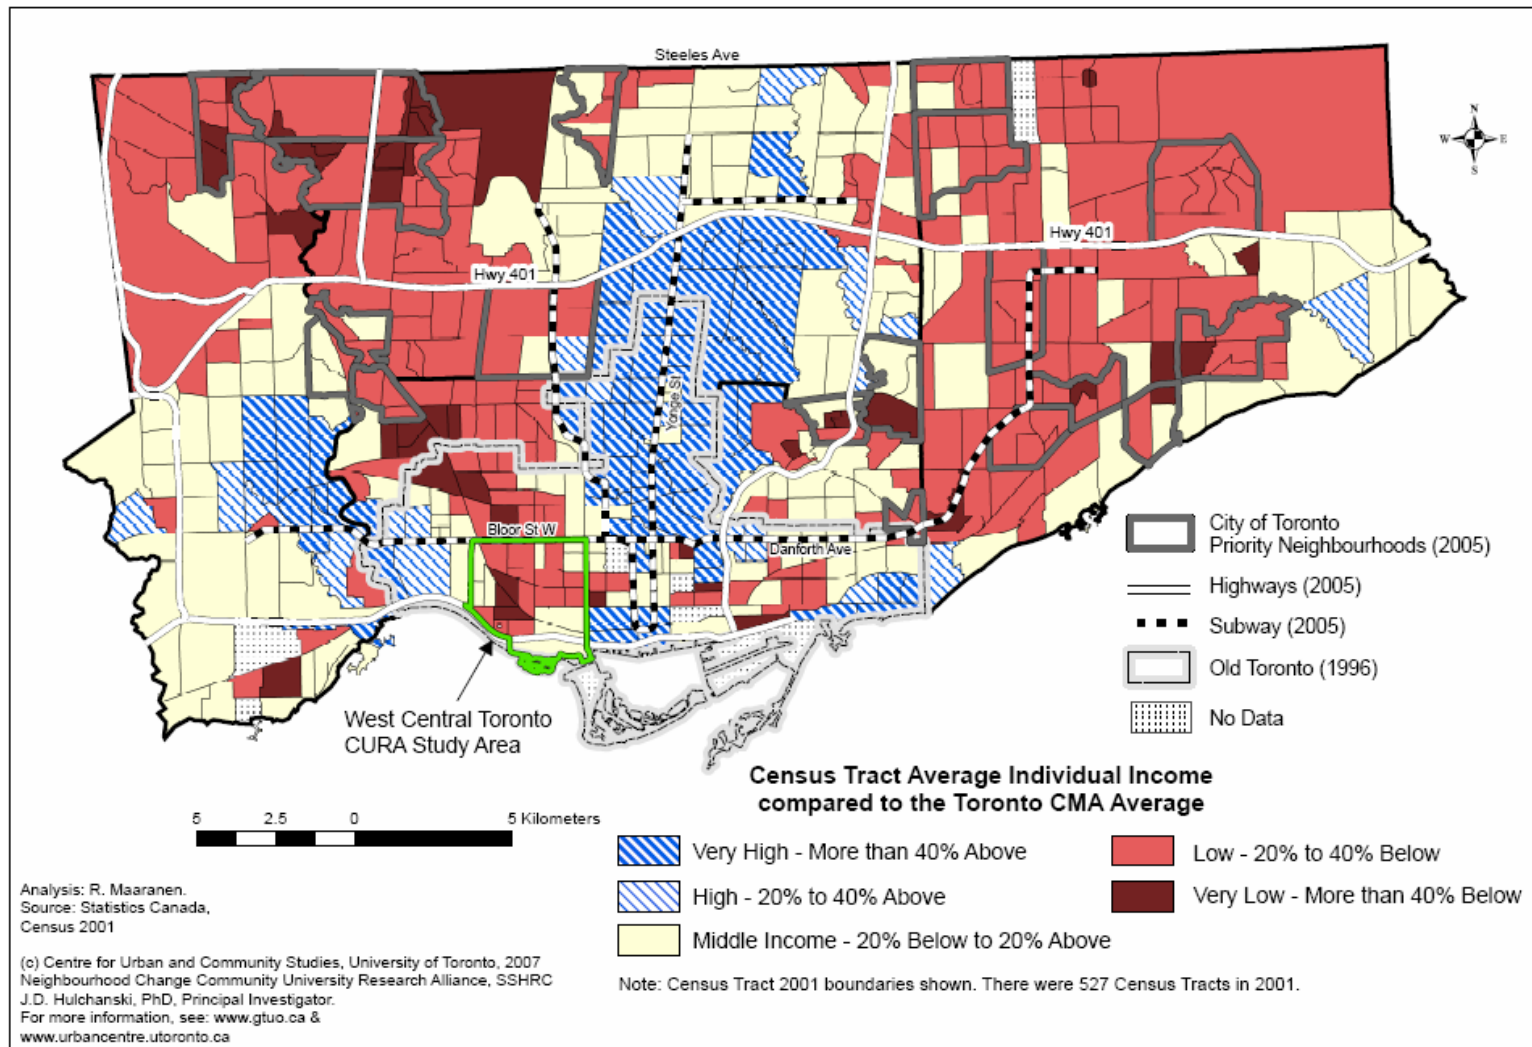 Steeles Ave
N
W E
S
Hwy 401
Hwy 401
Yonge St
Bloor St W
Danforth Ave
City of Toronto
Priority Neighbourhoods (2005)
Highways (2005)
Subway (2005)
Old Toronto (1996)
No Data
West Central Toronto
CURA Study Area
Census Tract Average Individual Income
compared to the Toronto CMA Average
5 2.5 0 5 Kilometers
Very High - More than 40% Above
Low - 20% to 40% Below
High - 20% to 40% Above
Very Low - More than 40% Below
Middle Income - 20% Below to 20% Above
Note: Census Tract 2001 boundaries shown. There were 527 Census Tracts in 2001.
Analysis: R. Maaranen.
Source: Statistics Canada,
Census 2001
(c) Centre for Urban and Community Studies, University of Toronto, 2007
Neighbourhood Change Community University Research Alliance, SSHRC
J.D. Hulchanski, PhD, Principal Investigator.
For more information, see: www.gtuo.ca &
www.urbancentre.utoronto.ca